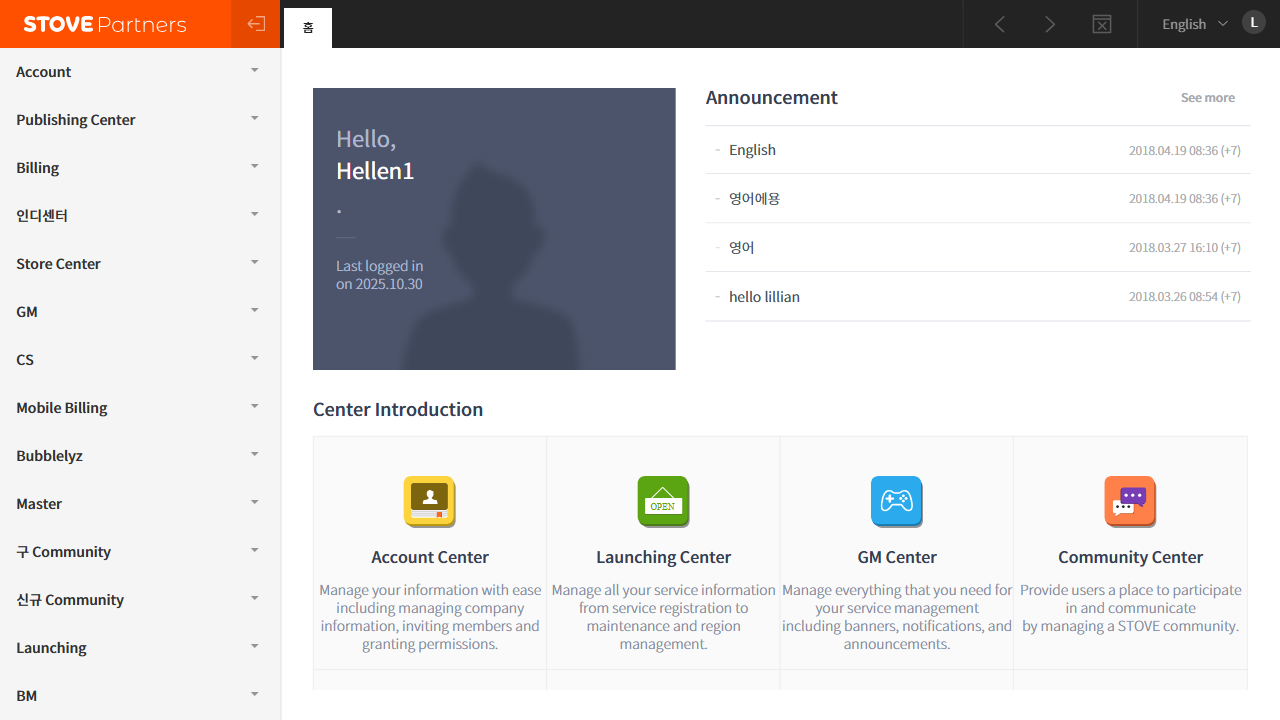 STOVE Partners
홈
English
L
Account
Publishing Center
Billing
인디센터
Store Center
GM
CS
Mobile Billing
Bubblelyz
Master
구 Community
신규 Community
Launching
BM
Hello,
Hellen1
.
Last logged in
on 2025.10.30
Announcement
See more
- English 2018.04.19 08:36 (+7)
- 영어에용 2018.04.19 08:36 (+7)
- 영어 2018.03.27 16:10 (+7)
- hello lillian 2018.03.26 08:54 (+7)
Center Introduction
Account Center
Manage your information with ease
including managing company
information, inviting members and
granting permissions.
OPEN
Launching Center
Manage all your service information
from service registration to
maintenance and region
management.
GM Center
Manage everything that you need for
your service management
including banners, notifications, and
announcements.
Community Center
Provide users a place to participate
in and communicate
by managing a STOVE community.